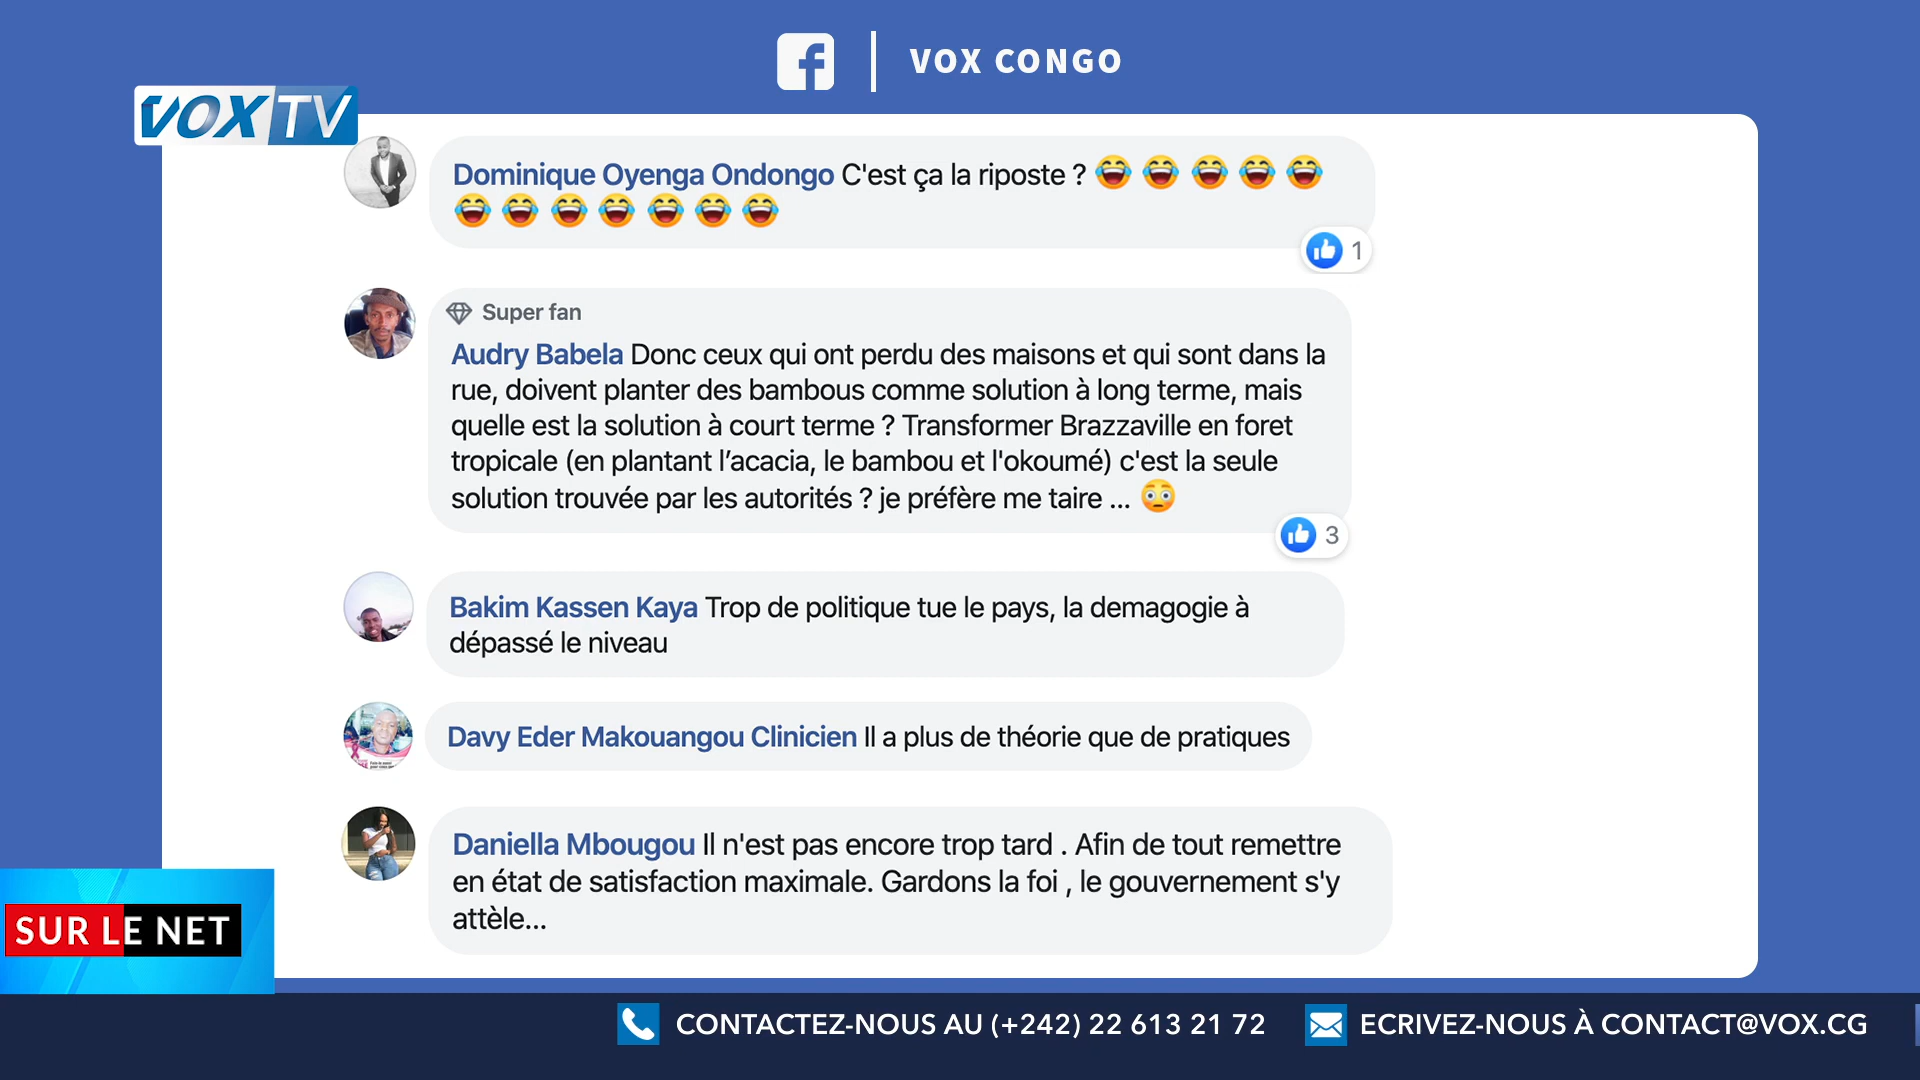 VOX CONGO
VOX TV
Dominique Oyenga Ondongo C'est ça la riposte ? 😂 😂 😂 😂 😂
😂 😂 😂 😂 😂 😂 😂
1
Super fan
Audry Babela Donc ceux qui ont perdu des maisons et qui sont dans la
rue, doivent planter des bambous comme solution à long terme, mais
quelle est la solution à court terme ? Transformer Brazzaville en foret
tropicale (en plantant l’acacia, le bambou et l'okoumé) c'est la seule
solution trouvée par les autorités ? je préfère me taire ... 😳
3
Bakim Kassen Kaya Trop de politique tue le pays, la demagogie à
dépassé le niveau
Davy Eder Makouangou Clinicien Il a plus de théorie que de pratiques
Daniella Mbougou Il n'est pas encore trop tard . Afin de tout remettre
en état de satisfaction maximale. Gardons la foi , le gouvernement s'y
attèle...
SUR LE NET
CONTACTEZ-NOUS AU (+242) 22 613 21 72
ECRIVEZ-NOUS À CONTACT@VOX.CG